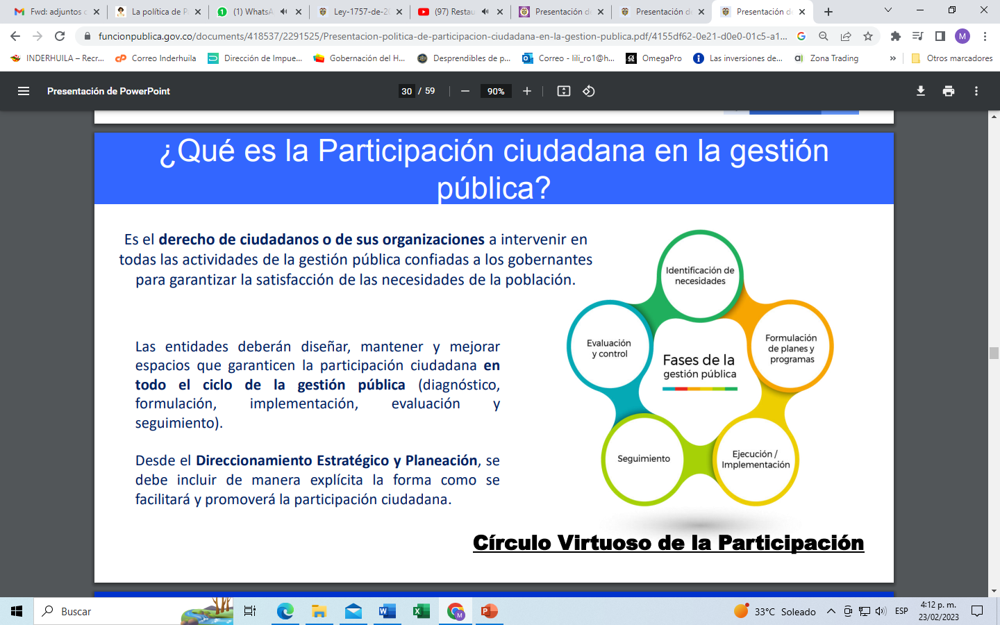 Fwd: adjuntos c
La política de P
(1) WhatsA
Ley-1757-de-2
(97) Restau
Presentación de
Presentación de
Presentación de
funcionpublica.gov.co/documents/418537/2291525/Presentacion-politica-de-participacion-ciudadana-en-la-gestion-publica.pdf/4155df62-0e21-d0e0-01c5-a1...
M
INDERHUILA – Recr...
Correo Inderhuila
Dirección de Impue...
Gobernación del H...
Desprendibles de p...
Correo - lili_ro1@h...
OmegaPro
Las inversiones de...
Zona Trading
»
Otros marcadores
Presentación de PowerPoint
30 / 59
90%
¿Qué es la Participación ciudadana en la gestión
pública?
Es el derecho de ciudadanos o de sus organizaciones a intervenir en
todas las actividades de la gestión pública confiadas a los gobernantes
para garantizar la satisfacción de las necesidades de la población.
Las entidades deberán diseñar, mantener y mejorar
espacios que garanticen la participación ciudadana en
todo el ciclo de la gestión pública (diagnóstico,
formulación, implementación, evaluación y
seguimiento).
Desde el Direccionamiento Estratégico y Planeación, se
debe incluir de manera explícita la forma como se
facilitará y promoverá la participación ciudadana.
Identificación de
necesidades
Formulación
de planes y
programas
Ejecución /
Implementación
Seguimiento
Evaluación
y control
Fases de la
gestión pública
Círculo Virtuoso de la Participación
Buscar
33°C Soleado
ESP
4:12 p. m.
23/02/2023